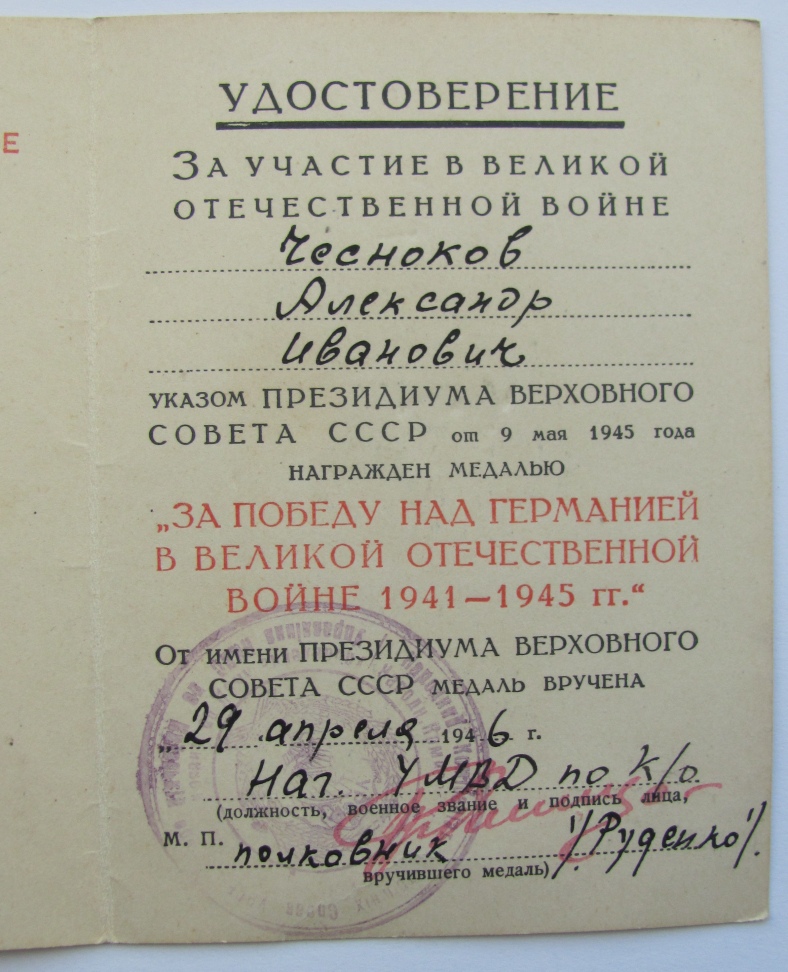 Е
УДОСТОВЕРЕНИЕ
ЗА УЧАСТИЕ В ВЕЛИКОЙ
ОТЕЧЕСТВЕННОЙ ВОЙНЕ
Чесноков
Александр
Иванович
УКАЗОМ ПРЕЗИДИУМА ВЕРХОВНОГО
СОВЕТА СССР от 9 мая 1945 года
НАГРАЖДЕН МЕДАЛЬЮ
„ЗА ПОБЕДУ НАД ГЕРМАНИЕЙ
В ВЕЛИКОЙ ОТЕЧЕСТВЕННОЙ
ВОЙНЕ 1941—1945 гг.“
ОТ ИМЕНИ ПРЕЗИДИУМА ВЕРХОВНОГО
СОВЕТА СССР МЕДАЛЬ ВРУЧЕНА
„29 апреля 1946 г.
Нач. УМВД по К/о
(должность, военное звание и подпись лица,
М. П. полковник /Руденко/.
вручившего медаль)